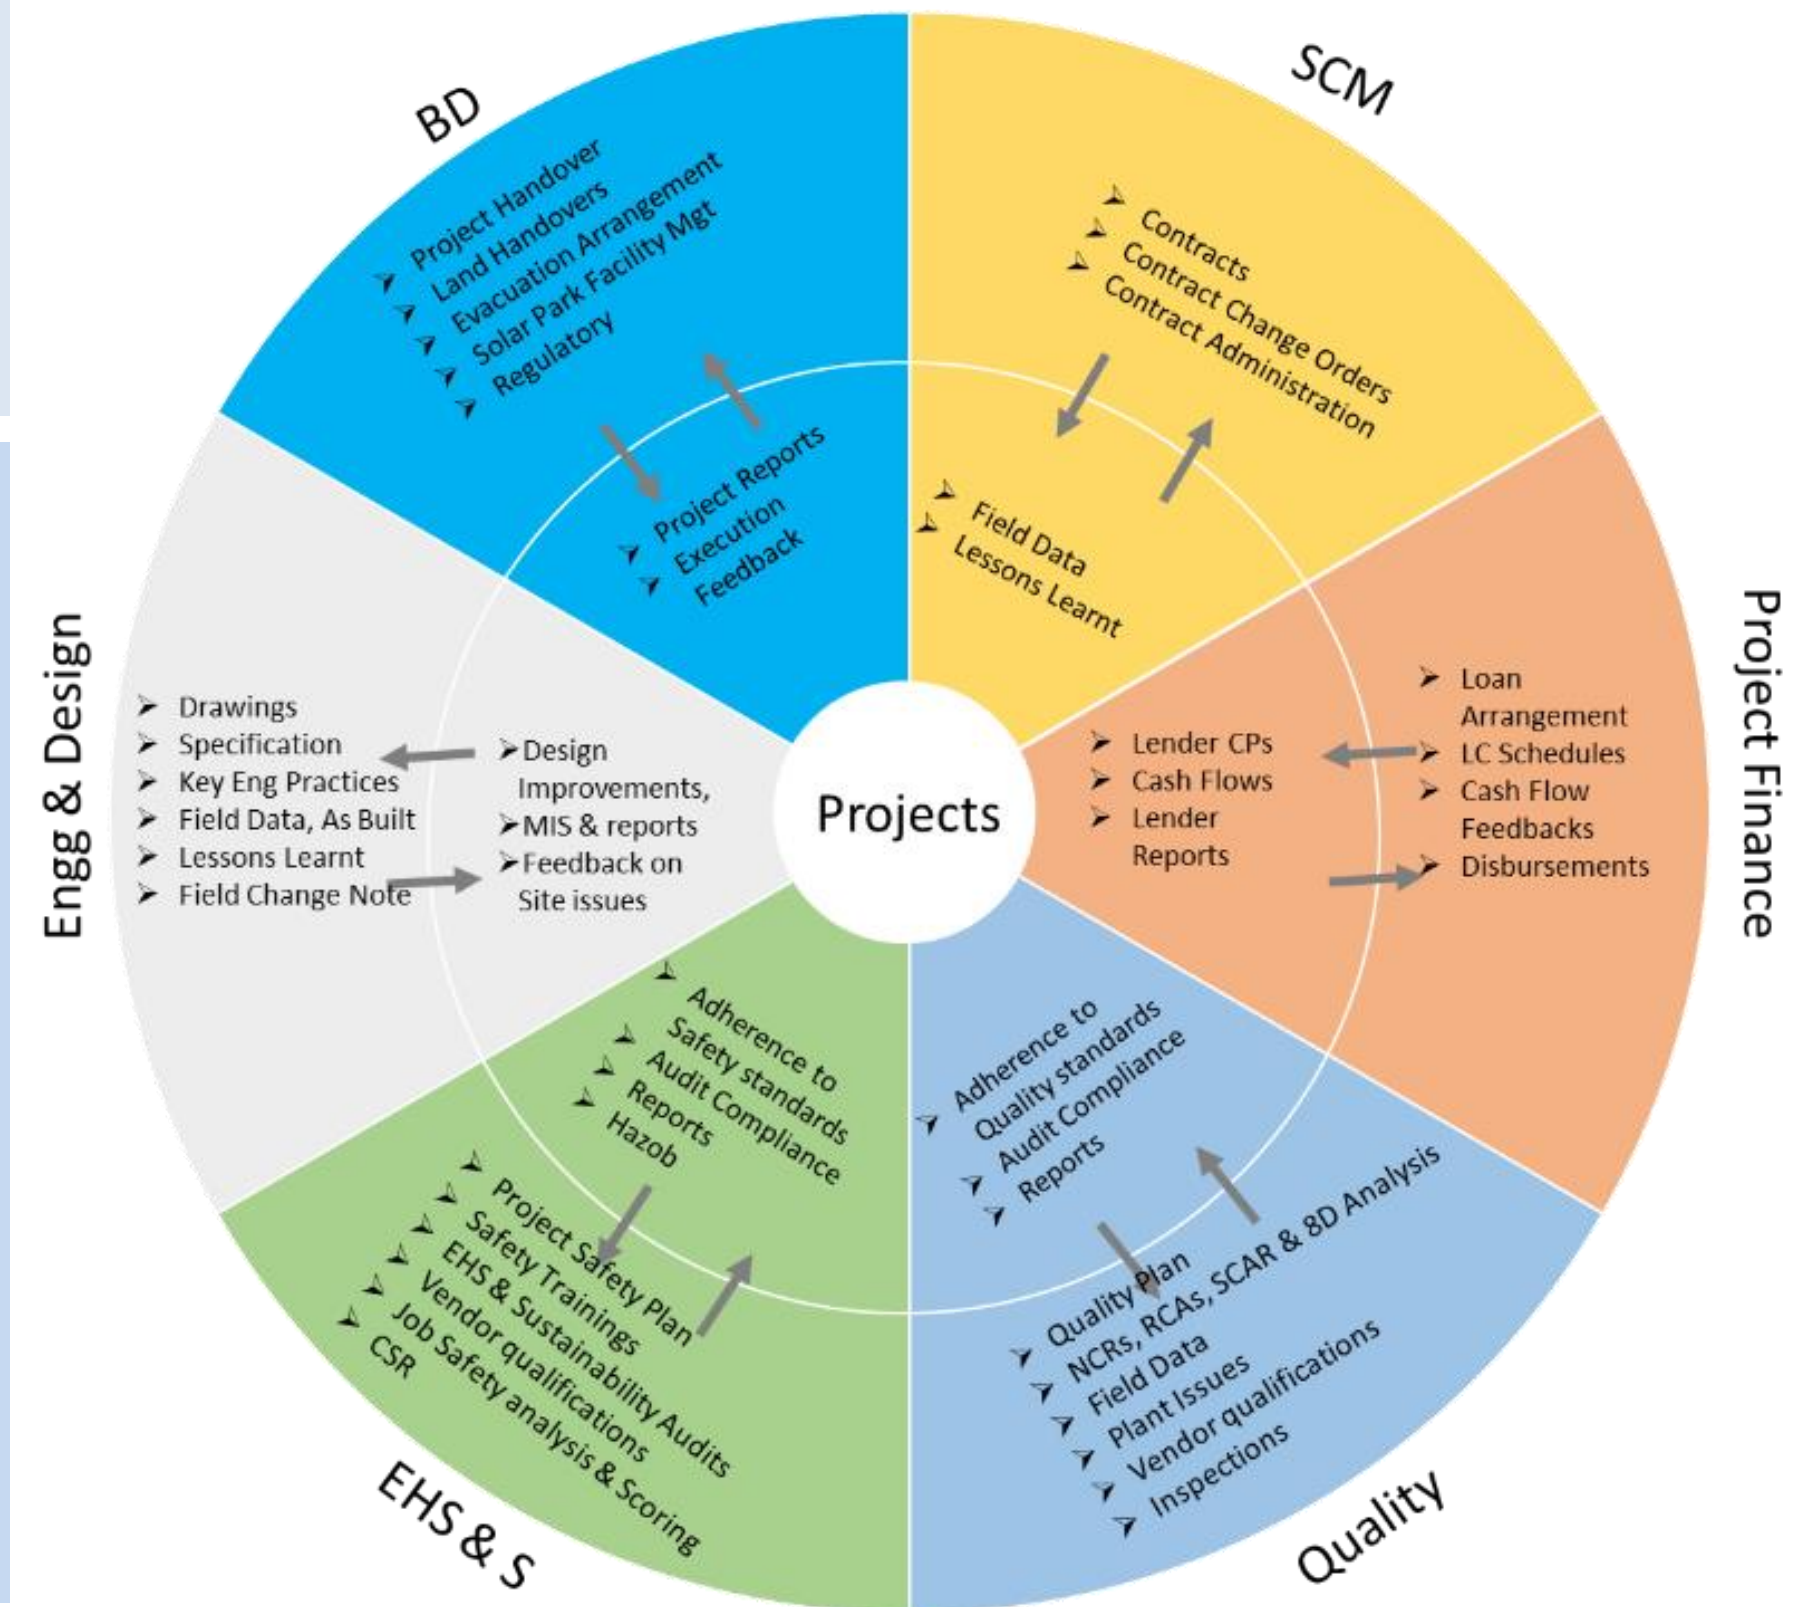 BD
Project Handover
Land Handovers
Evacuation Arrangement
Solar Park Facility Mgt
Regulatory
Project Reports
Execution
Feedback
SCM
Contracts
Contract Change Orders
Contract Administration
Field Data
Lessons Learnt
Project Finance
Lender CPs
Cash Flows
Lender
Reports
Loan
Arrangement
LC Schedules
Cash Flow
Feedbacks
Disbursements
Quality
Adherence to
Quality standards
Audit Compliance
Reports
Quality Plan
NCRs, RCAs, SCAR & 8D Analysis
Field Data
Plant Issues
Vendor qualifications
Inspections
EHS & S
Adherence to
Safety standards
Audit Compliance
Reports
Hazob
Project Safety Plan
Safety Trainings
EHS & Sustainability Audits
Vendor qualifications
Job Safety analysis & Scoring
CSR
Engg & Design
Drawings
Specification
Key Eng Practices
Field Data, As Built
Lessons Learnt
Field Change Note
Design
Improvements,
MIS & reports
Feedback on
Site issues
Projects